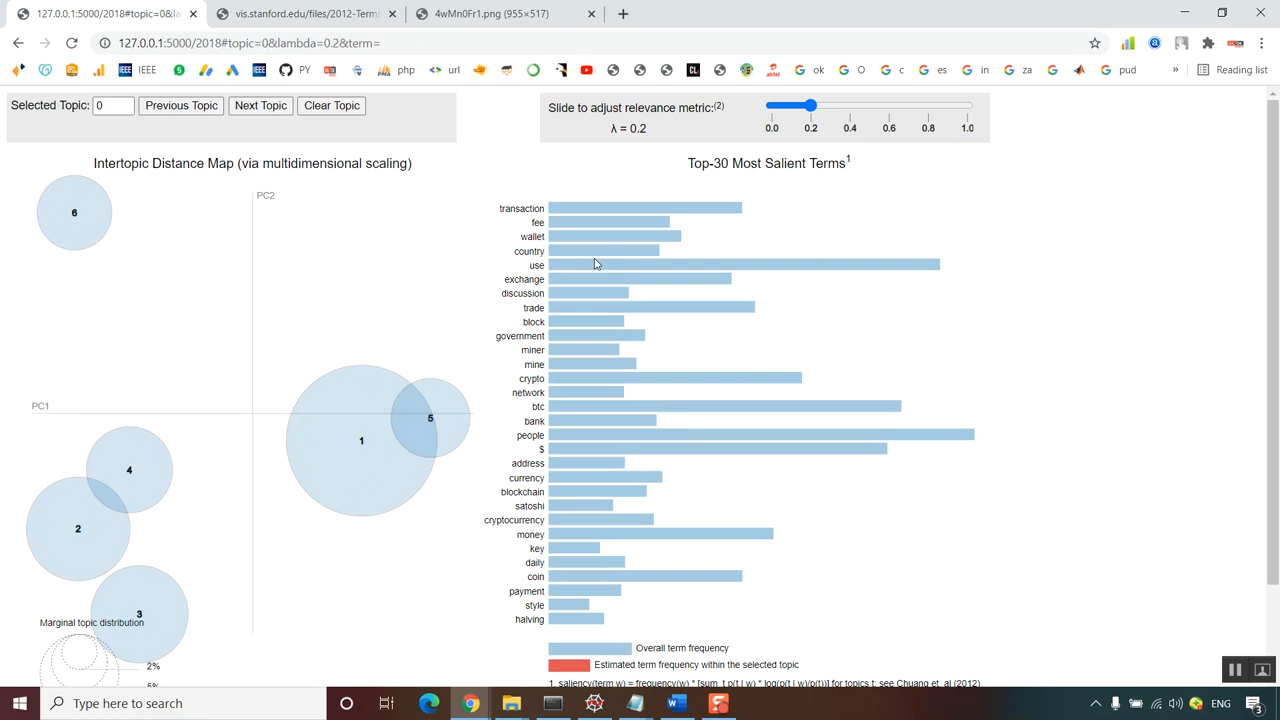 127.0.0.1:5000/2018#topic=0&la
vis.stanford.edu/files/2012-Term
4wMn0Fr1.png (955×517)
127.0.0.1:5000/2018#topic=0&lambda=0.2&term=
IEEE
PY
php
url
ok
O
c
es
in
za
pud
Reading list
Selected Topic: 0
Previous Topic
Next Topic
Clear Topic
Slide to adjust relevance metric:(2)
λ = 0.2
0.0 0.2 0.4 0.6 0.8 1.0
Intertopic Distance Map (via multidimensional scaling)
PC2
PC1
6
1
5
4
2
3
Marginal topic distribution
2%
5%
Top-30 Most Salient Terms1
transaction
fee
wallet
country
use
exchange
discussion
trade
block
government
miner
mine
crypto
network
btc
bank
people
$
address
currency
blockchain
satoshi
cryptocurrency
money
key
daily
coin
payment
style
halving
Overall term frequency
Estimated term frequency within the selected topic
1. saliency(term w) = frequency(w) * [sum_t p(t | w) * log(p(t | w)/p(t))] for topics t; see Chuang et. al (2012)
Type here to search
ENG
3